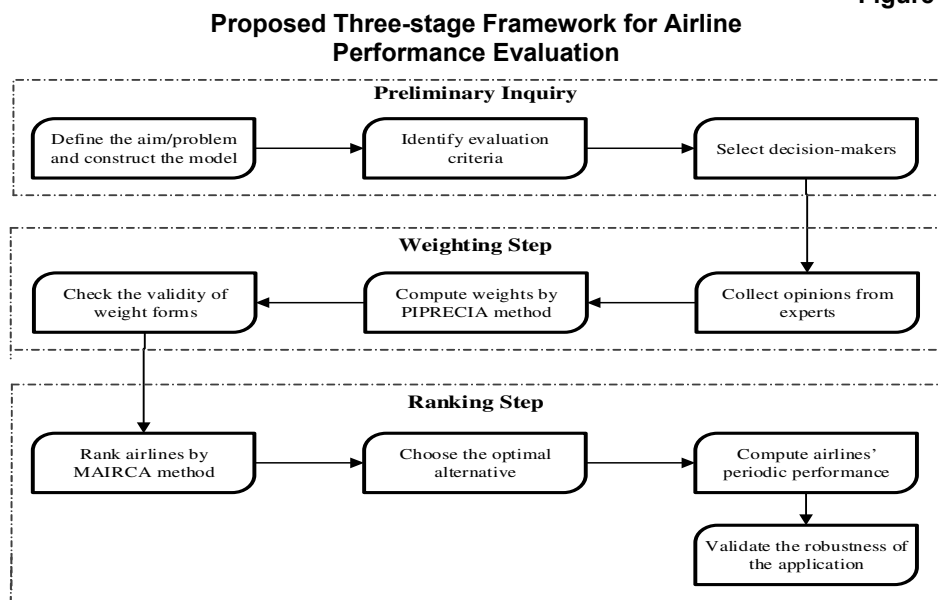 Figure
Proposed Three-stage Framework for Airline
Performance Evaluation
Preliminary Inquiry
Define the aim/problem
and construct the model
Identify evaluation
criteria
Select decision-makers
Weighting Step
Check the validity of
weight forms
Compute weights by
PIPRECIA method
Collect opinions from
experts
Ranking Step
Rank airlines by
MAIRCA method
Choose the optimal
alternative
Compute airlines’
periodic performance
Validate the robustness of
the application